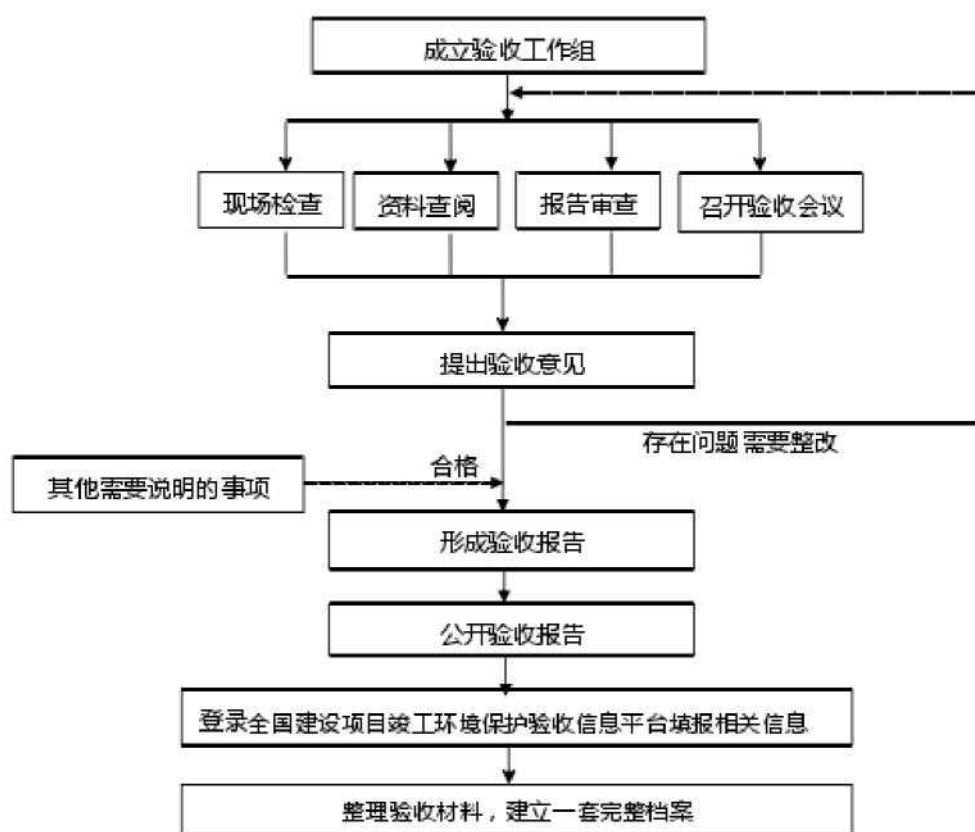 成立验收工作组
现场检查
资料查阅
报告审查
召开验收会议
提出验收意见
存在问题 需要整改
合格
其他需要说明的事项
形成验收报告
公开验收报告
登录全国建设项目竣工环境保护验收信息平台填报相关信息
整理验收材料，建立一套完整档案